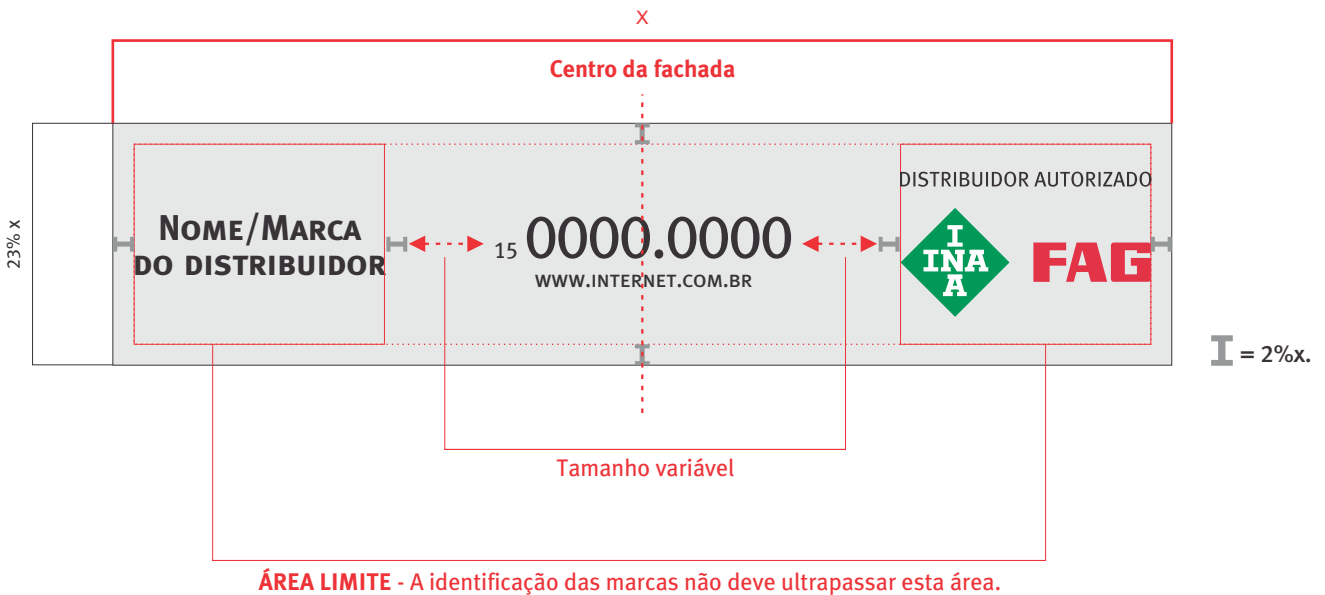 X
Centro da fachada
23% x
DISTRIBUIDOR AUTORIZADO
NOME/MARCA
DO DISTRIBUIDOR
15 0000.0000
WWW.INTERNET.COM.BR
I
INA
A
FAG
= 2%x.
Tamanho variável
ÁREA LIMITE - A identificação das marcas não deve ultrapassar esta área.